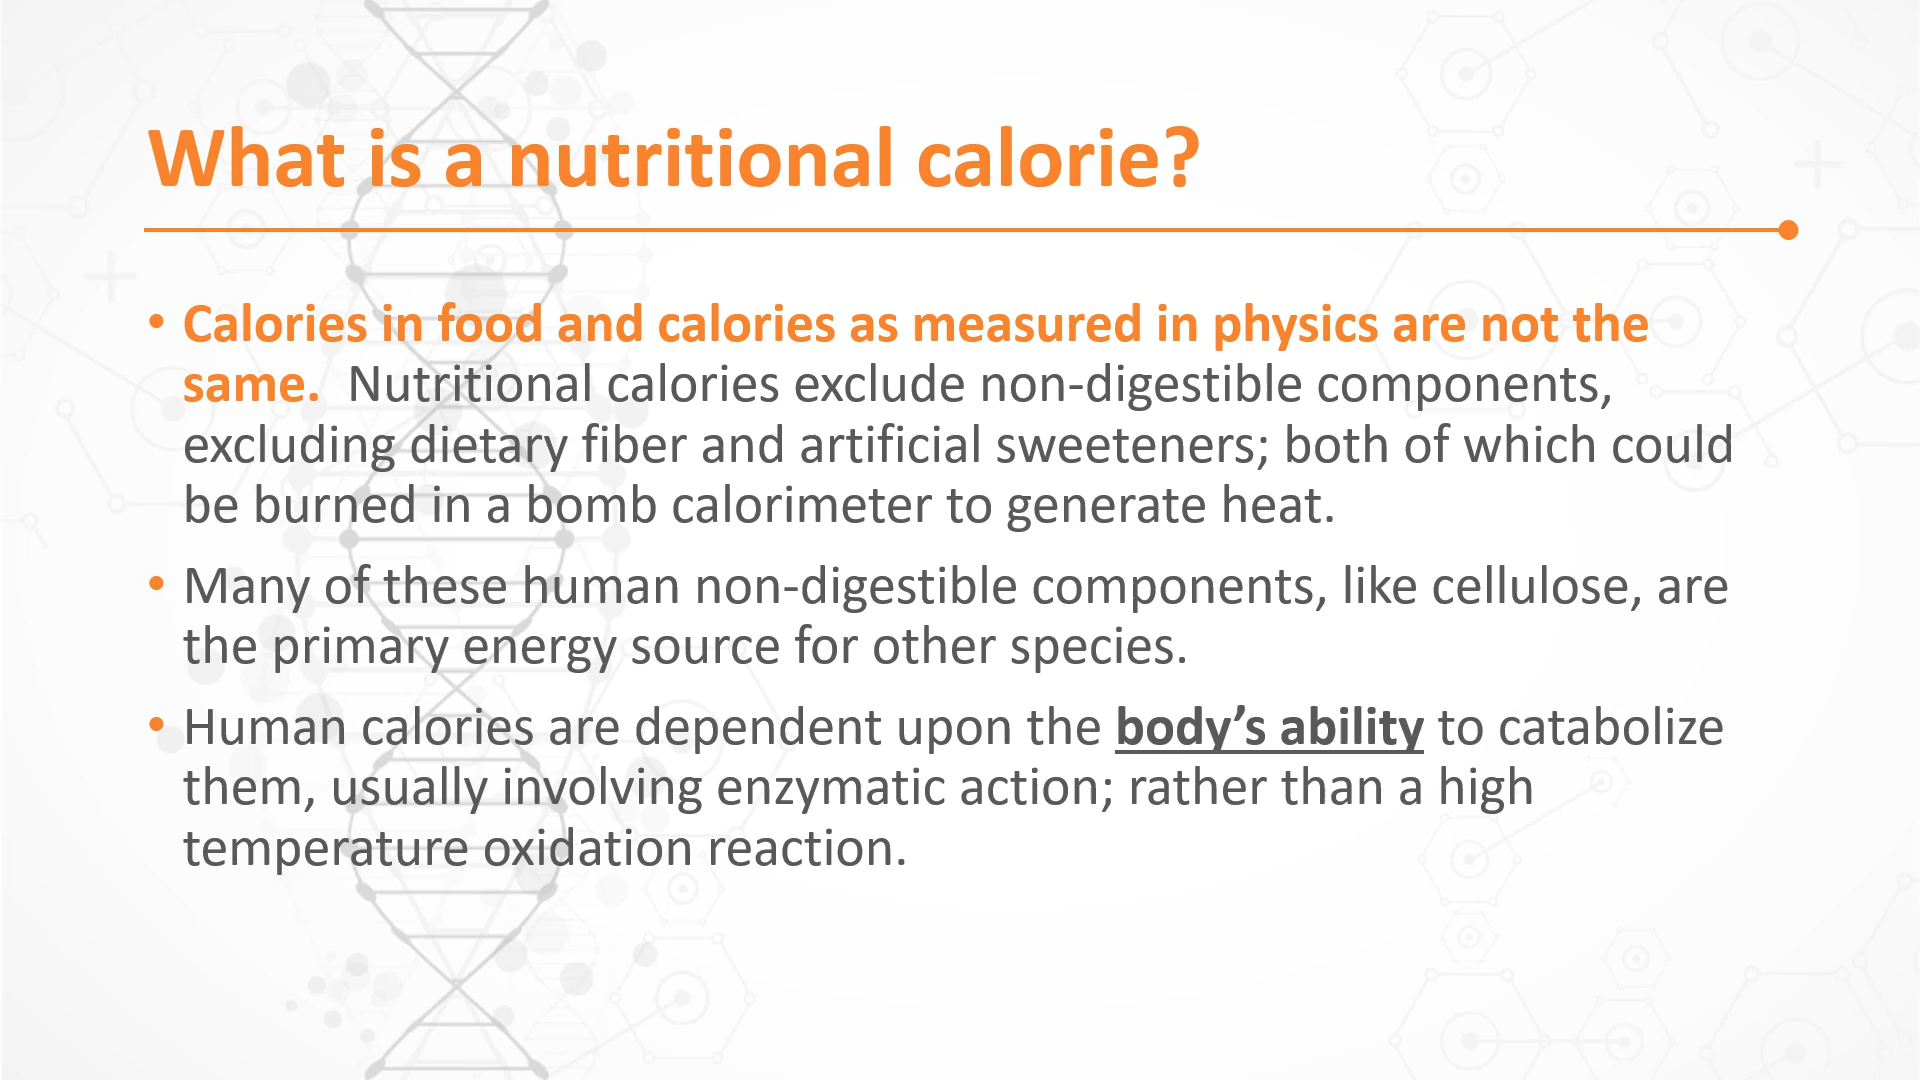 What is a nutritional calorie?
• Calories in food and calories as measured in physics are not the
same.  Nutritional calories exclude non-digestible components,
excluding dietary fiber and artificial sweeteners; both of which could
be burned in a bomb calorimeter to generate heat.
• Many of these human non-digestible components, like cellulose, are
the primary energy source for other species.
• Human calories are dependent upon the body’s ability to catabolize
them, usually involving enzymatic action; rather than a high
temperature oxidation reaction.